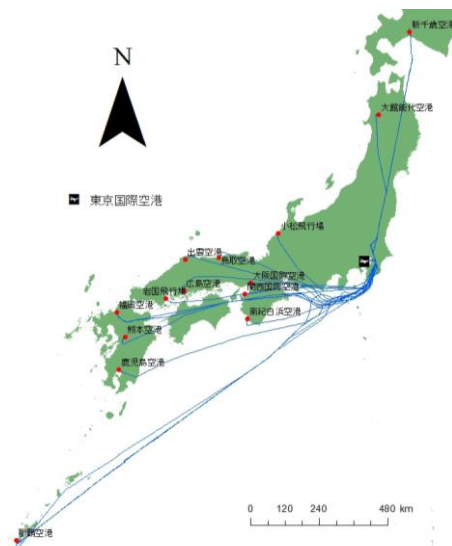 新千歳空港
大館能代空港
N
東京国際空港
小松飛行場
出雲空港
鳥取空港
大阪国際空港
広島空港
関西国際空港
岩国飛行場
福岡空港
南紀白浜空港
熊本空港
鹿児島空港
那覇空港
0 120 240 480 km